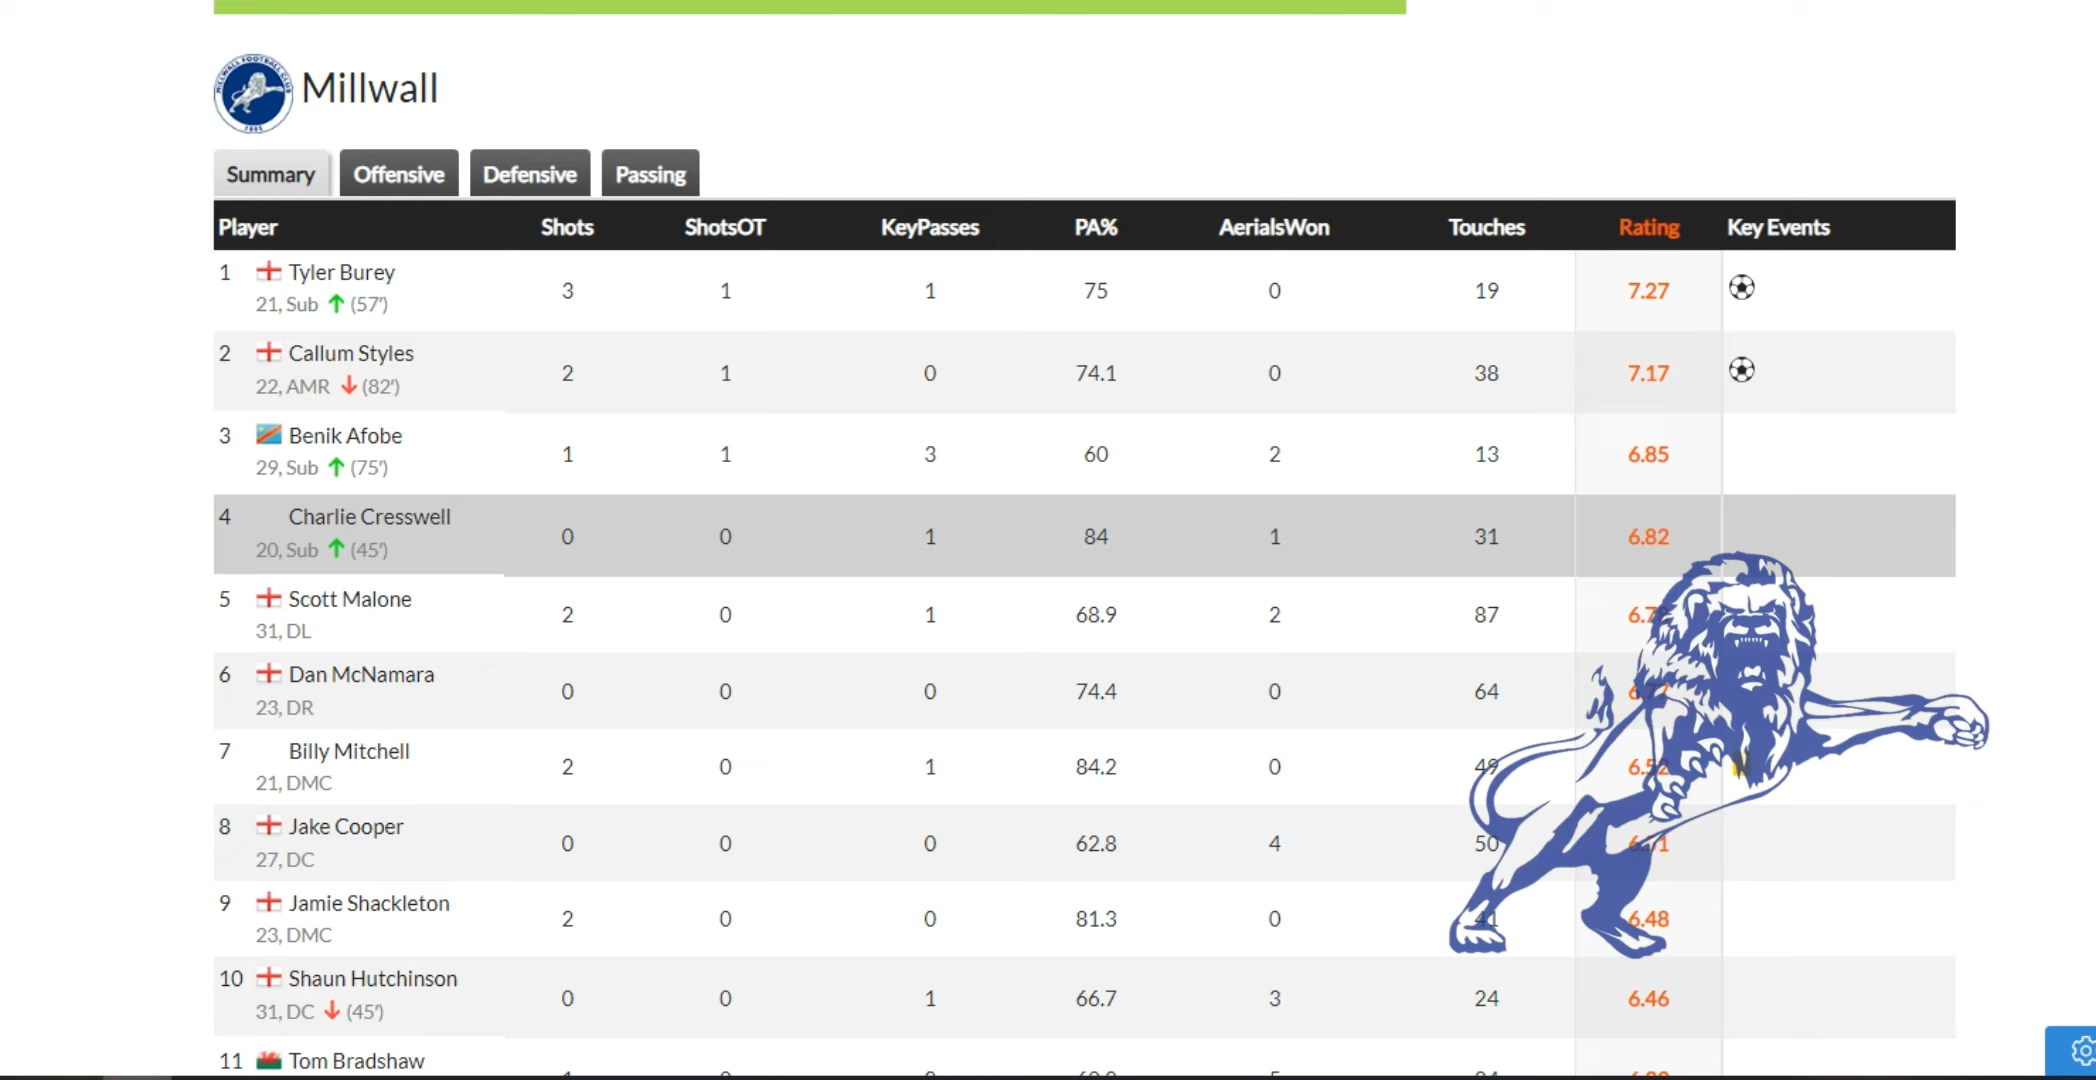 MILLWALL FOOTBALL CLUB
1885
Millwall
Summary Offensive Defensive Passing
Player Shots ShotsOT KeyPasses PA% AerialsWon Touches Rating Key Events
1 Tyler Burey 3 1 1 75 0 19 7.27
21, Sub (57')
2 Callum Styles 2 1 0 74.1 0 38 7.17
22, AMR (82')
3 Benik Afobe 1 1 3 60 2 13 6.85
29, Sub (75')
4 Charlie Cresswell 0 0 1 84 1 31 6.82
20, Sub (45')
5 Scott Malone 2 0 1 68.9 2 87
31, DL
6 Dan McNamara 0 0 0 74.4 0 64
23, DR
7 Billy Mitchell 2 0 1 84.2 0 49
21, DMC
8 Jake Cooper 0 0 0 62.8 4 50
27, DC
9 Jamie Shackleton 2 0 0 81.3 0 41 6.48
23, DMC
10 Shaun Hutchinson 0 0 1 66.7 3 24 6.46
31, DC (45')
11 Tom Bradshaw